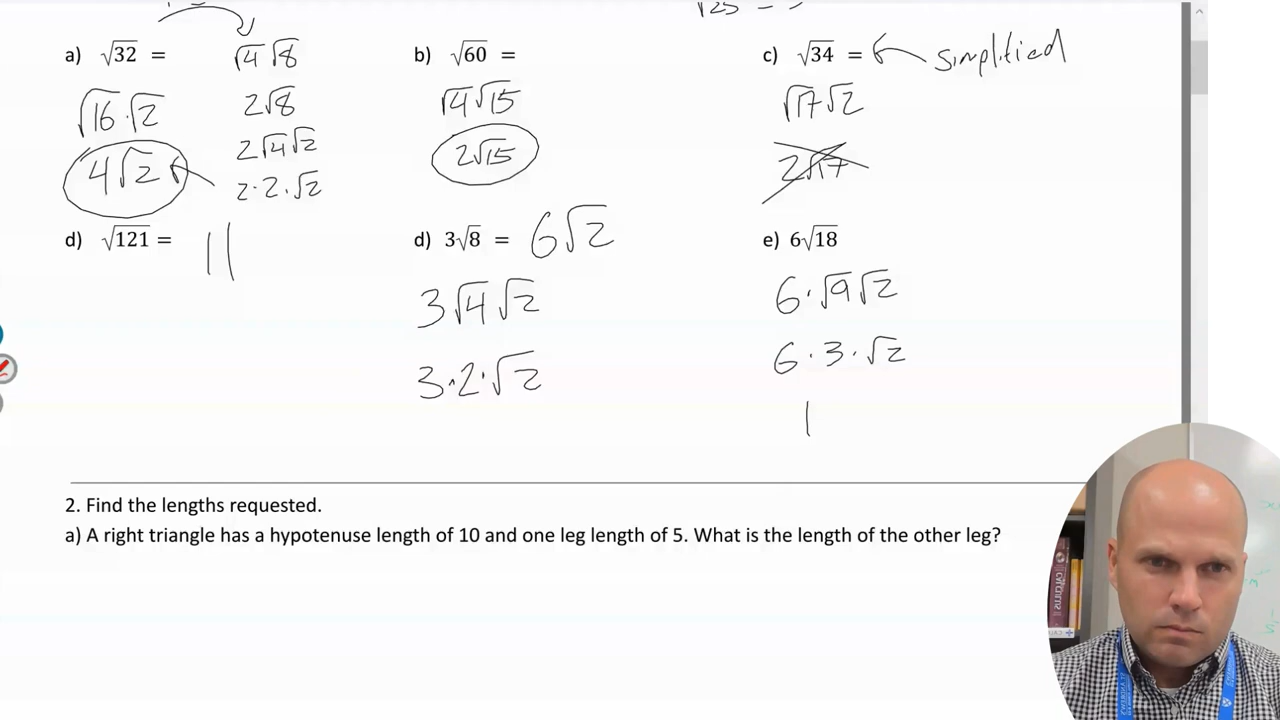 √25 =
a) √32 = √4 √8 b) √60 = c) √34 = ← simplified
√16·√2 2√8 √4√15 √17√2
4√2 2√4√2 2√15 2√17
2·2·√2
d) √121 = 11 d) 3√8 = 6√2 e) 6√18
3√4√2 6·√9√2
3·2·√2 6·3·√2
1
2. Find the lengths requested.
a) A right triangle has a hypotenuse length of 10 and one leg length of 5. What is the length of the other leg?
CALCULUS